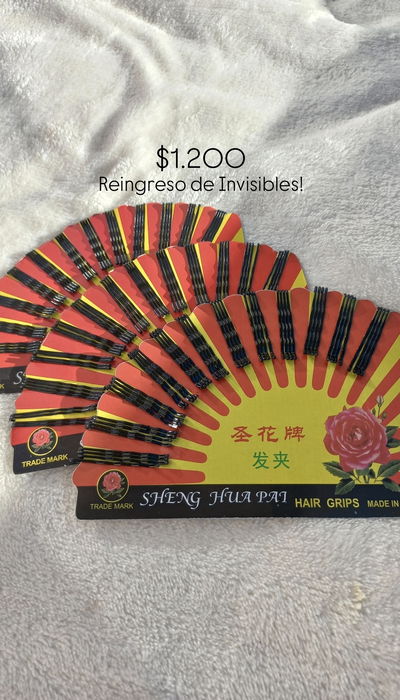 $1.200
Reingreso de Invisibles!
圣花牌
发夹
TRADE MARK
SHENG HUA PAI
HAIR GRIPS MADE IN
TRADE MARK